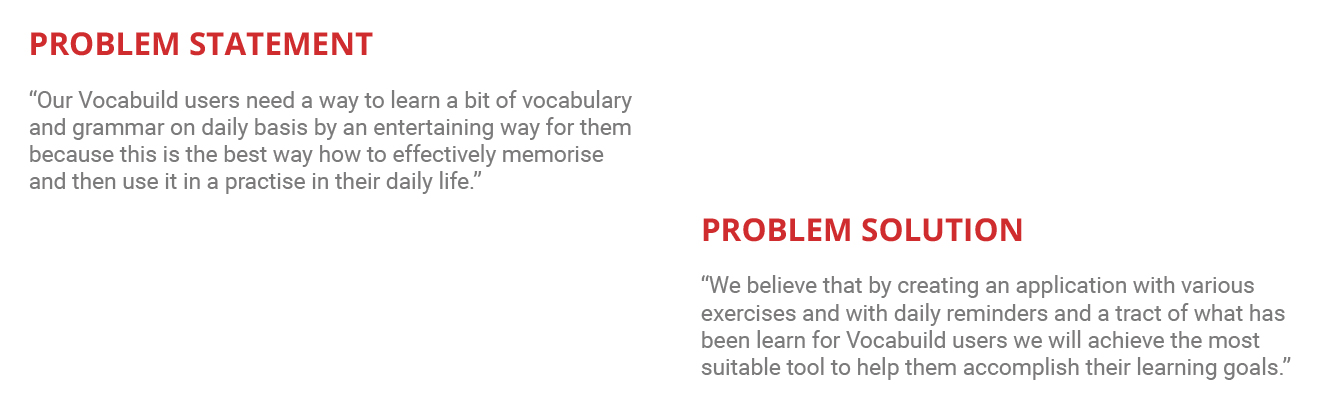 PROBLEM STATEMENT
“Our Vocabuild users need a way to learn a bit of vocabulary
and grammar on daily basis by an entertaining way for them
because this is the best way how to effectively memorise
and then use it in a practise in their daily life.”
PROBLEM SOLUTION
“We believe that by creating an application with various
exercises and with daily reminders and a tract of what has
been learn for Vocabuild users we will achieve the most
suitable tool to help them accomplish their learning goals.”